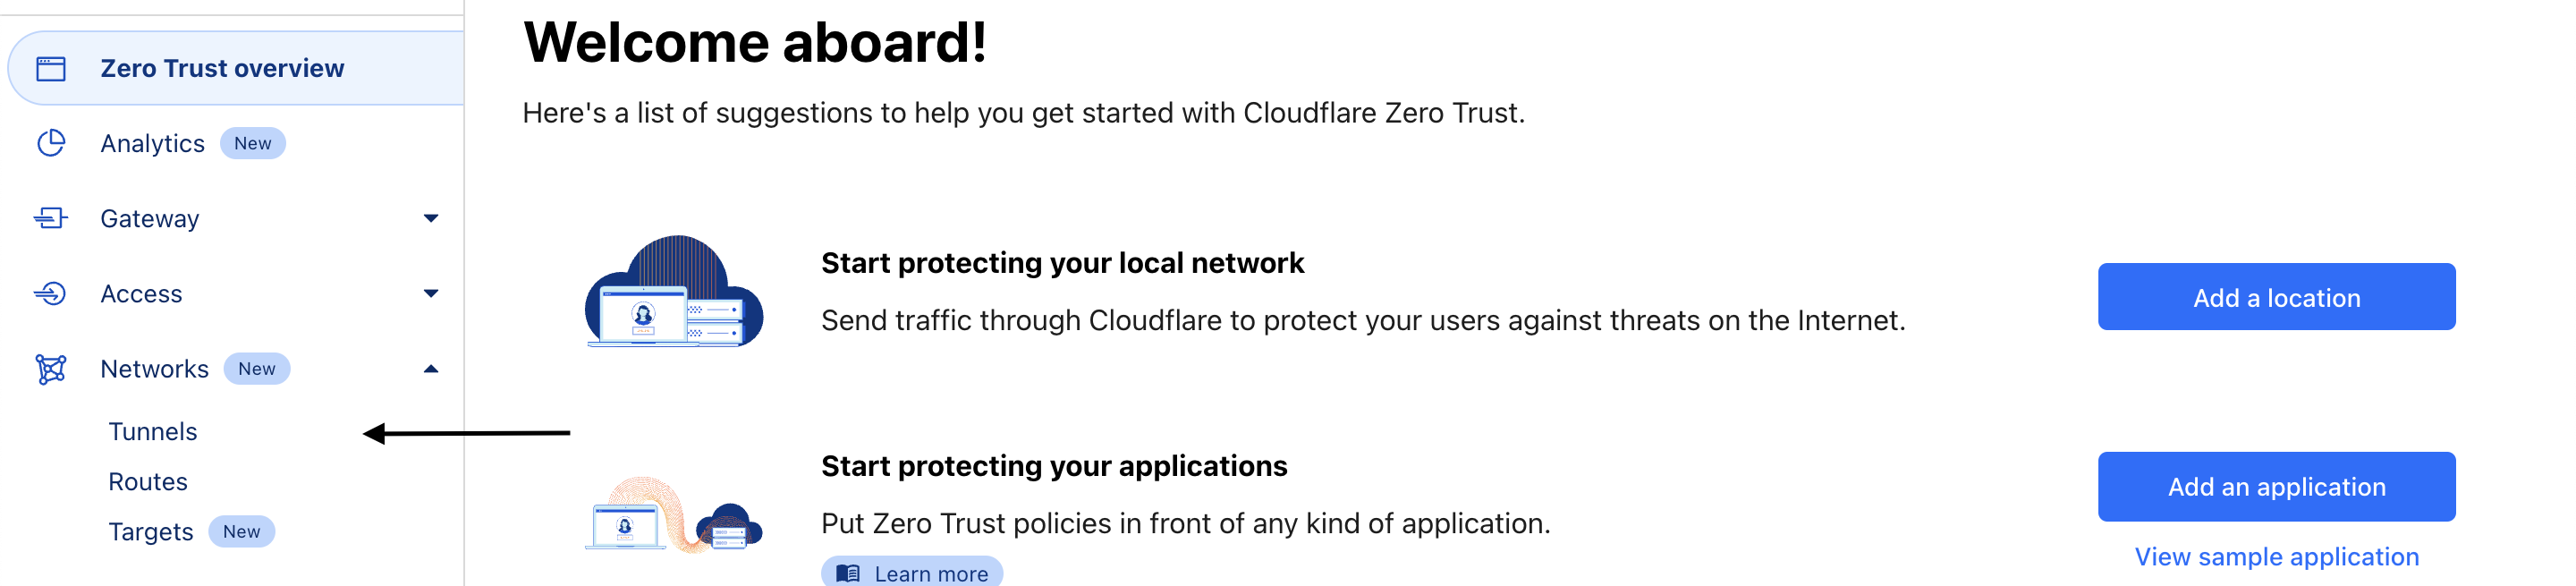 Zero Trust overview
Analytics New
Gateway
Access
Networks New
Tunnels
Routes
Targets New
Welcome aboard!
Here's a list of suggestions to help you get started with Cloudflare Zero Trust.
Start protecting your local network
Send traffic through Cloudflare to protect your users against threats on the Internet.
Add a location
Start protecting your applications
Put Zero Trust policies in front of any kind of application.
Learn more
Add an application
View sample application